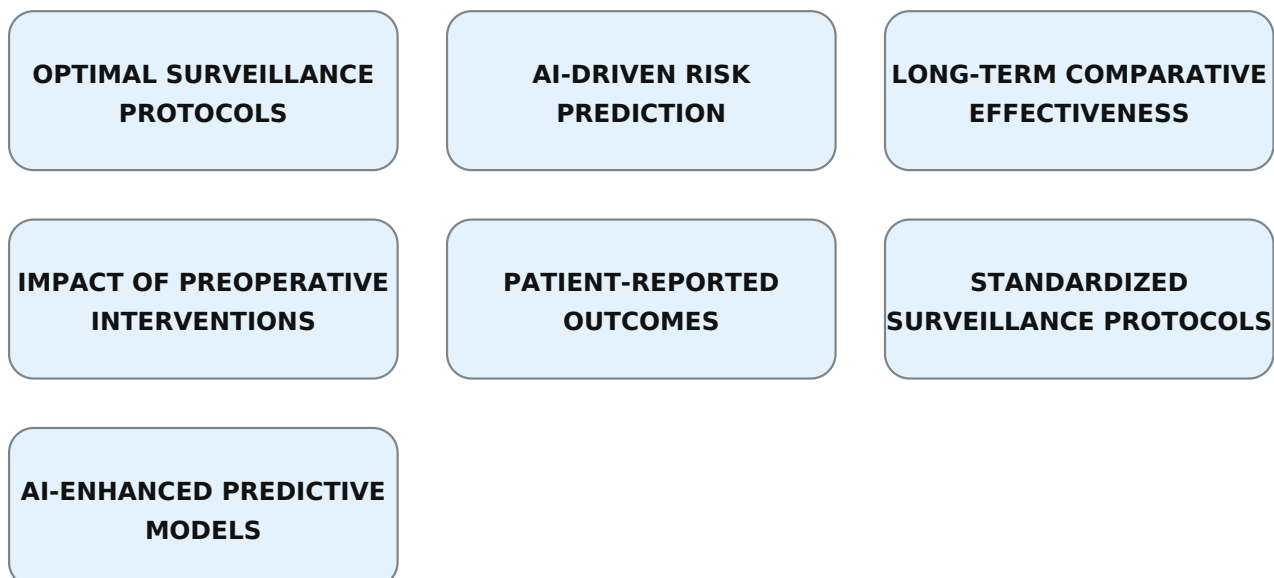 OPTIMAL SURVEILLANCE
PROTOCOLS
AI-DRIVEN RISK
PREDICTION
LONG-TERM COMPARATIVE
EFFECTIVENESS
IMPACT OF PREOPERATIVE
INTERVENTIONS
PATIENT-REPORTED
OUTCOMES
STANDARDIZED
SURVEILLANCE PROTOCOLS
AI-ENHANCED PREDICTIVE
MODELS